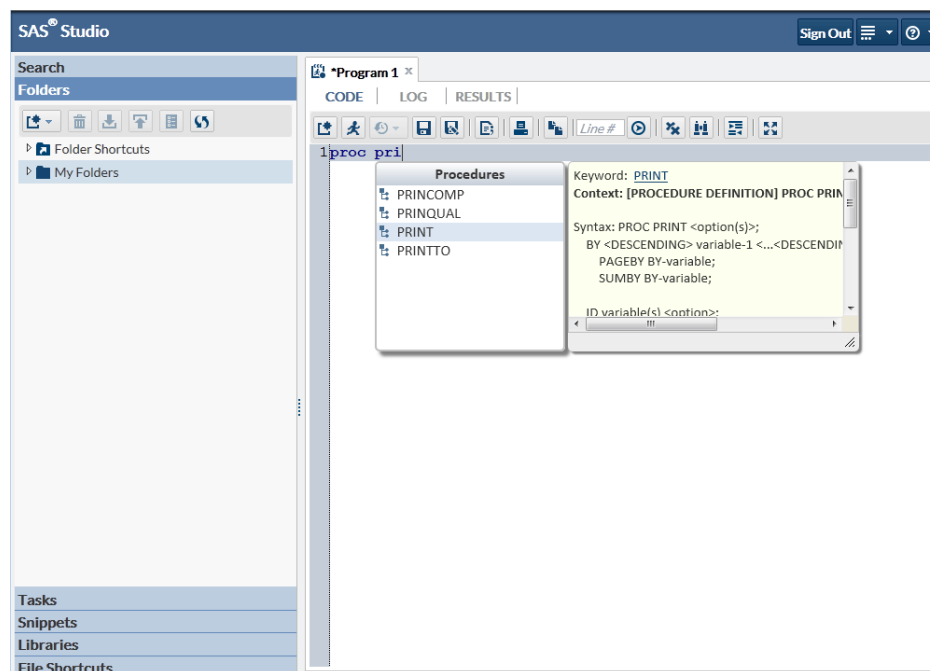 SAS® Studio
Sign Out
Search
Folders
Folder Shortcuts
My Folders
Tasks
Snippets
Libraries
File Shortcuts
*Program 1
CODE LOG RESULTS
Line #
1 proc pri
Procedures
PRINCOMP
PRINQUAL
PRINT
PRINTTO
Keyword: PRINT
Context: [PROCEDURE DEFINITION] PROC PRIN
Syntax: PROC PRINT <option(s)>;
BY <DESCENDING> variable-1 <...<DESCENDIN
PAGEBY BY-variable;
SUMBY BY-variable;
ID variable(s) <option>;